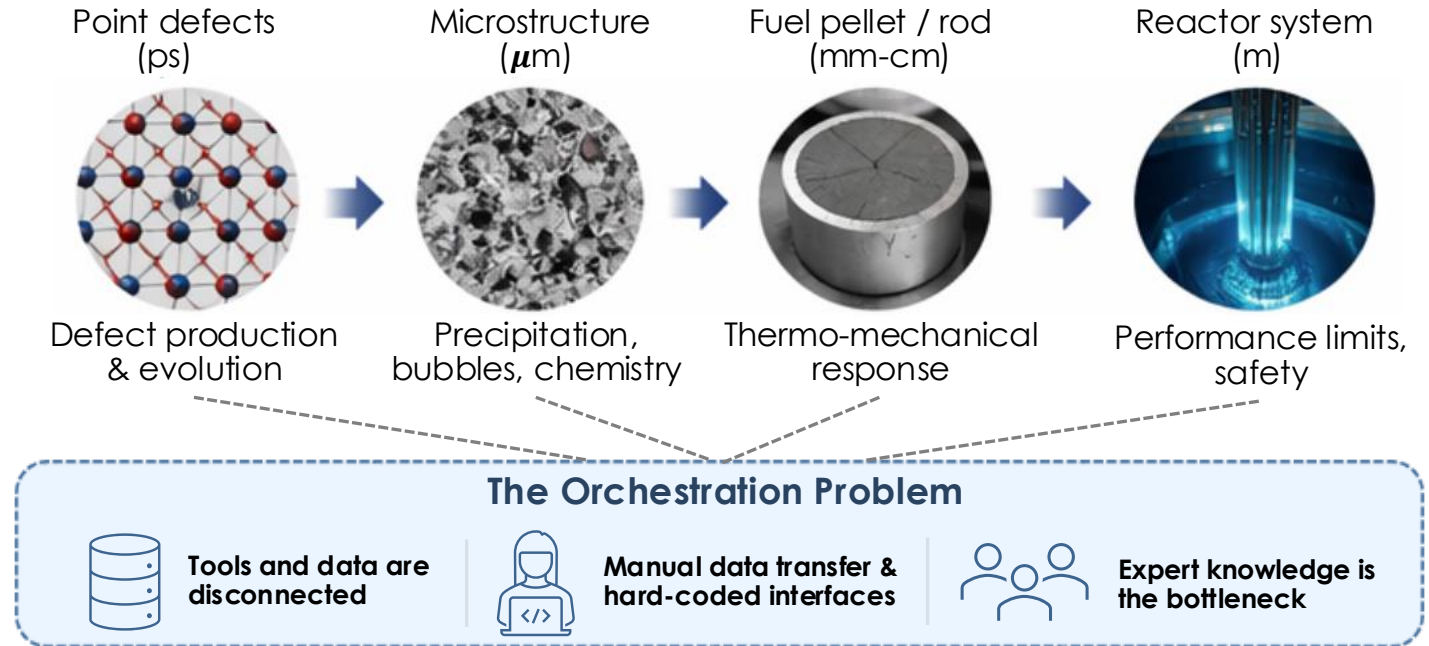 Point defects
(ps)
Microstructure
(μm)
Fuel pellet / rod
(mm-cm)
Reactor system
(m)
Defect production
& evolution
Precipitation,
bubbles, chemistry
Thermo-mechanical
response
Performance limits,
safety
The Orchestration Problem
Tools and data are
disconnected
</>
Manual data transfer &
hard-coded interfaces
Expert knowledge is
the bottleneck